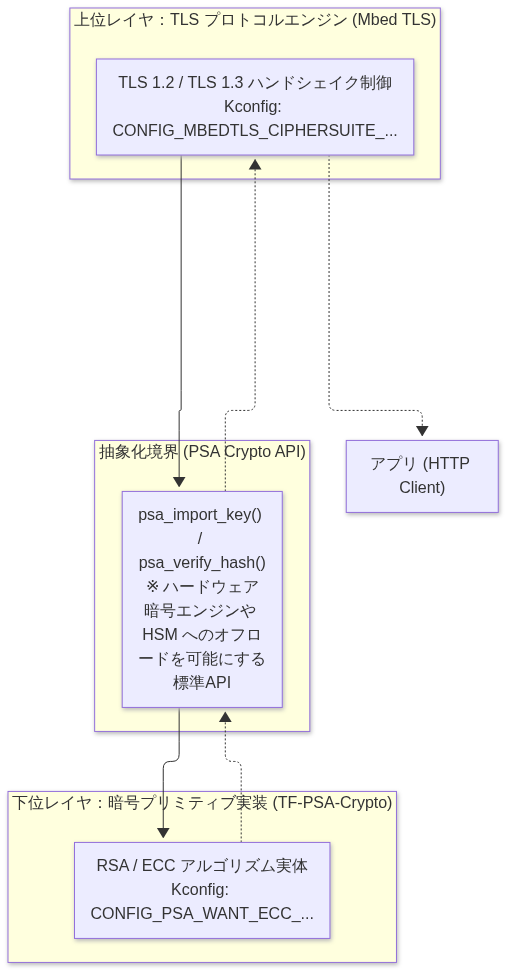 上位レイヤ：TLS プロトコルエンジン (Mbed TLS)
TLS 1.2 / TLS 1.3 ハンドシェイク制御
Kconfig:
CONFIG_MBEDTLS_CIPHERSUITE_...
抽象化境界 (PSA Crypto API)
psa_import_key()
/
psa_verify_hash()
※ ハードウェア
暗号エンジンや
HSM へのオフロ
ードを可能にする
標準API
アプリ (HTTP
Client)
下位レイヤ：暗号プリミティブ実装 (TF-PSA-Crypto)
RSA / ECC アルゴリズム実体
Kconfig:
CONFIG_PSA_WANT_ECC_...